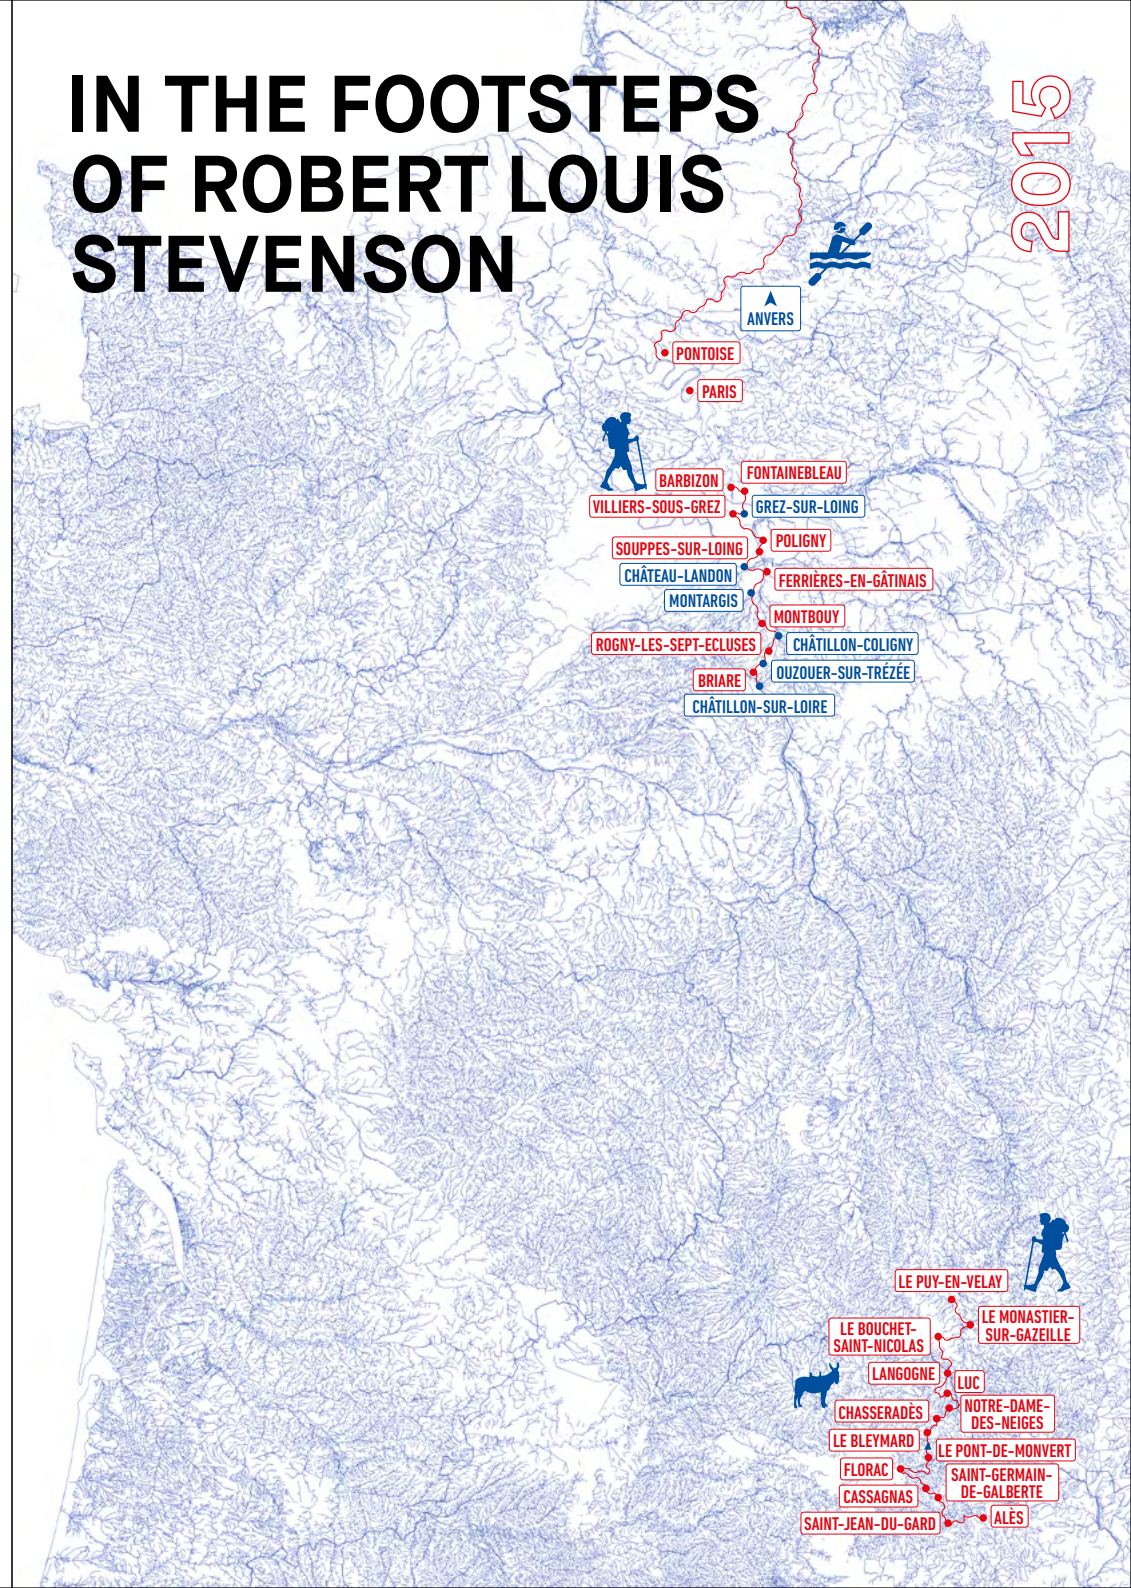 IN THE FOOTSTEPS
OF ROBERT LOUIS
STEVENSON
2015
ANVERS
PONTOISE
PARIS
FONTAINEBLEAU
BARBIZON
VILLIERS-SOUS-GREZ
GREZ-SUR-LOING
POLIGNY
SOUPPES-SUR-LOING
CHÂTEAU-LANDON
FERRIÈRES-EN-GÂTINAIS
MONTARGIS
MONTBOUY
ROGNY-LES-SEPT-ECLUSES
CHÂTILLON-COLIGNY
OUZOUER-SUR-TRÉZÉE
BRIARE
CHÂTILLON-SUR-LOIRE
LE PUY-EN-VELAY
LE MONASTIER-
SUR-GAZEILLE
LE BOUCHET-
SAINT-NICOLAS
LANGOGNE
LUC
NOTRE-DAME-
DES-NEIGES
CHASSERADÈS
LE BLEYMARD
LE PONT-DE-MONVERT
FLORAC
SAINT-GERMAIN-
DE-GALBERTE
CASSAGNAS
SAINT-JEAN-DU-GARD
ALÈS